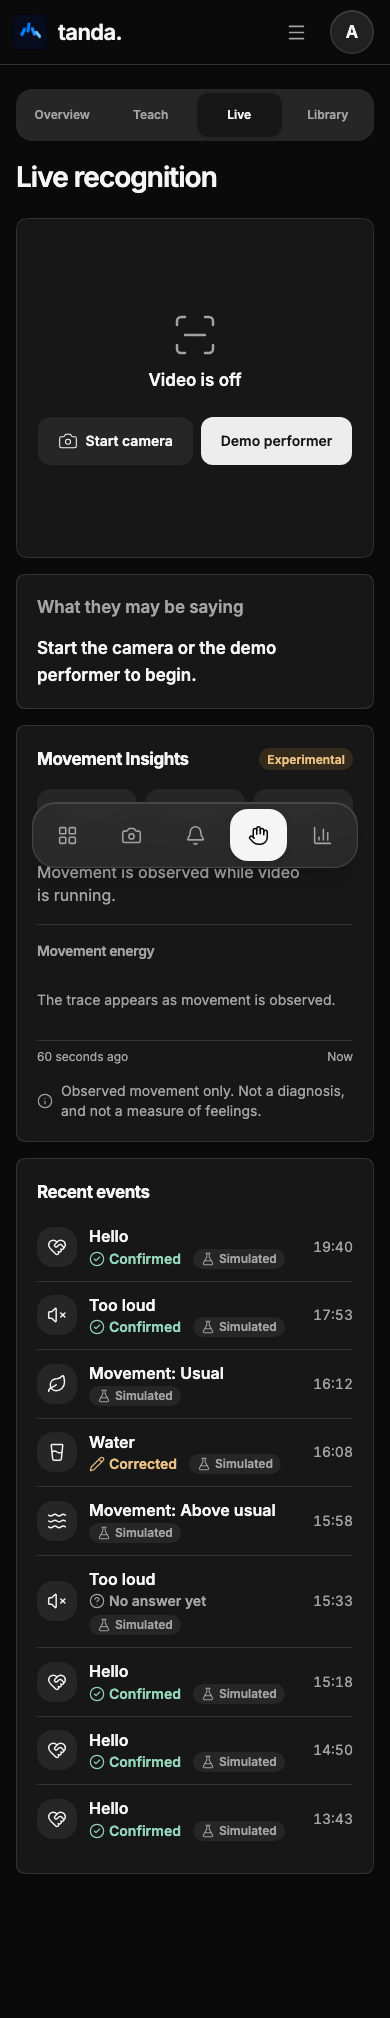 tanda.
A
Overview
Teach
Live
Library
Live recognition
Video is off
Start camera
Demo performer
What they may be saying
Start the camera or the demo
performer to begin.
Movement Insights
Experimental
Movement is observed while video
is running.
Movement energy
The trace appears as movement is observed.
60 seconds ago
Now
Observed movement only. Not a diagnosis,
and not a measure of feelings.
Recent events
Hello
Confirmed
Simulated
19:40
Too loud
Confirmed
Simulated
17:53
Movement: Usual
Simulated
16:12
Water
Corrected
Simulated
16:08
Movement: Above usual
Simulated
15:58
Too loud
No answer yet
Simulated
15:33
Hello
Confirmed
Simulated
15:18
Hello
Confirmed
Simulated
14:50
Hello
Confirmed
Simulated
13:43